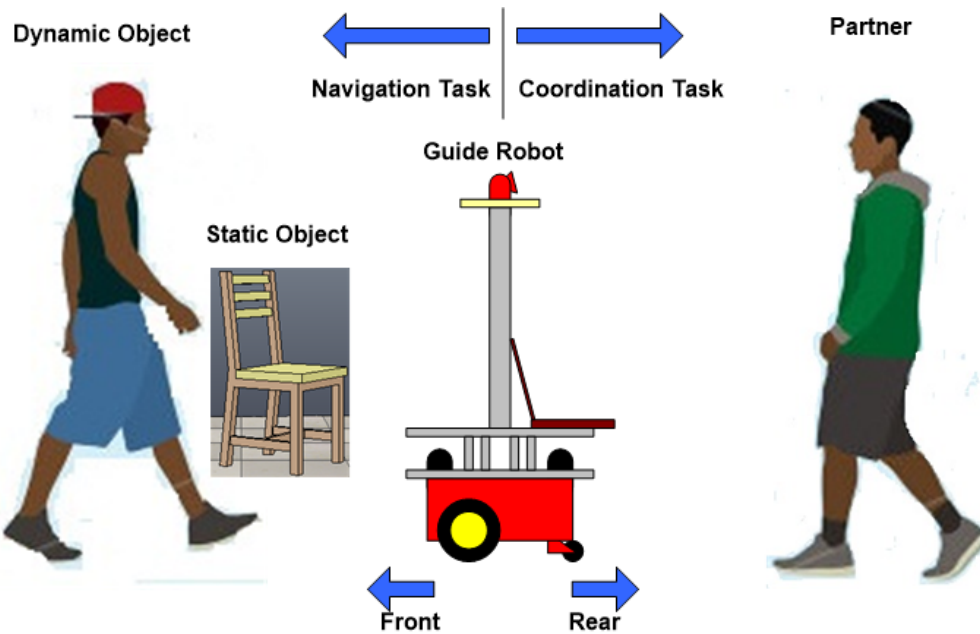 Dynamic Object
Partner
Navigation Task
Coordination Task
Guide Robot
Static Object
Front
Rear